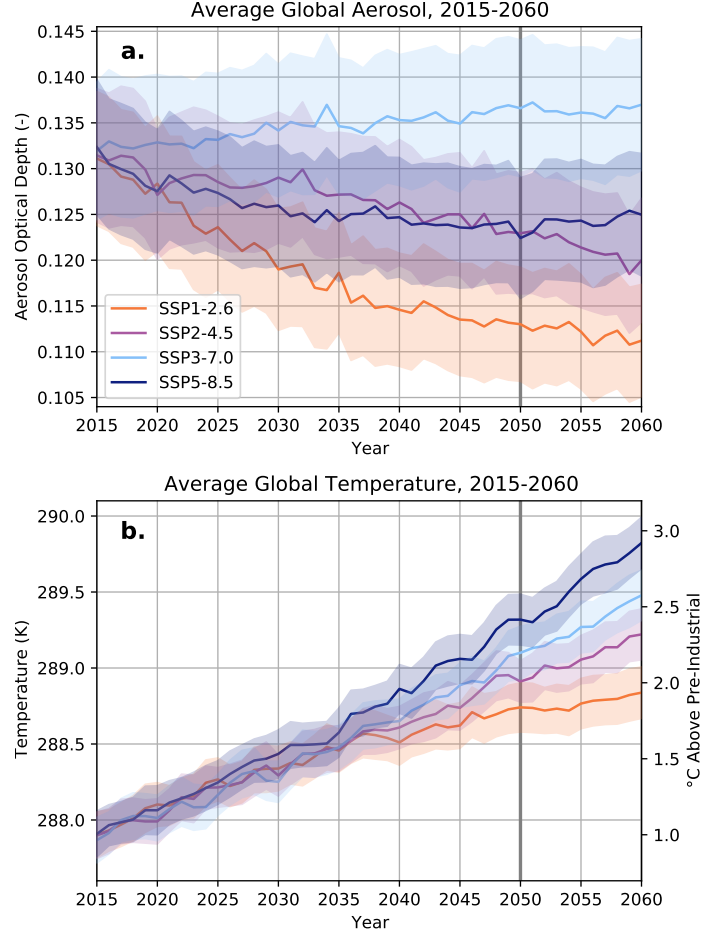 Average Global Aerosol, 2015-2060
a.
0.145
0.140
0.135
0.130
0.125
0.120
0.115
0.110
0.105
Aerosol Optical Depth (-)
SSP1-2.6
SSP2-4.5
SSP3-7.0
SSP5-8.5
2015 2020 2025 2030 2035 2040 2045 2050 2055 2060
Year
Average Global Temperature, 2015-2060
b.
290.0
289.5
289.0
288.5
288.0
Temperature (K)
3.0
2.5
2.0
1.5
1.0
°C Above Pre-Industrial
2015 2020 2025 2030 2035 2040 2045 2050 2055 2060
Year